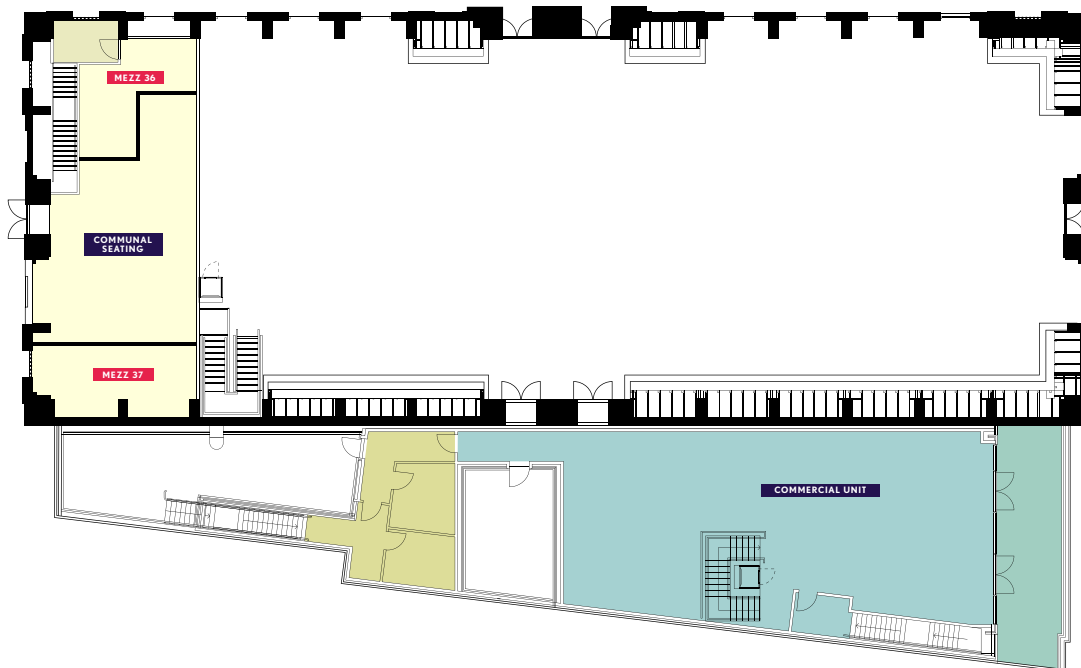 MEZZ 36
COMMUNAL
SEATING
MEZZ 37
COMMERCIAL UNIT